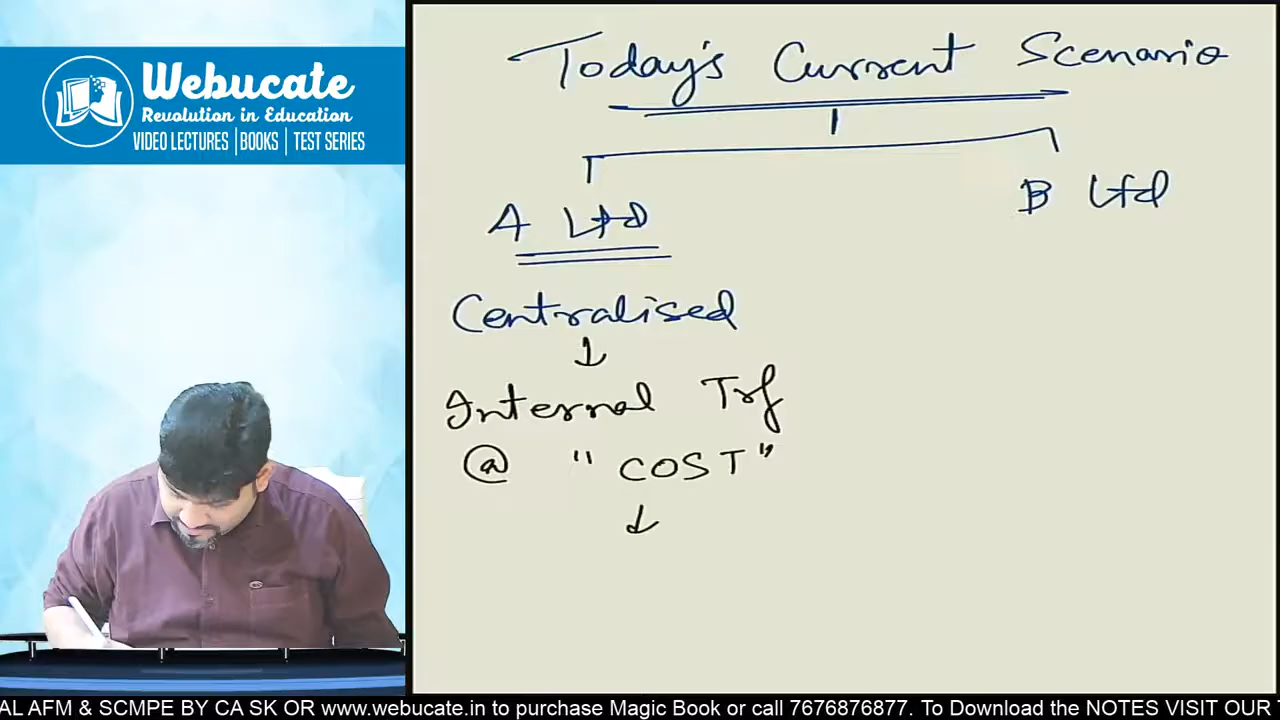 Webucate
Revolution in Education
VIDEO LECTURES | BOOKS | TEST SERIES
Today's Current Scenario
A Ltd
B Ltd
Centralised
Internal Trf
@ "COST"
AL AFM & SCMPE BY CA SK OR www.webucate.in to purchase Magic Book or call 7676876877. To Download the NOTES VISIT OUR